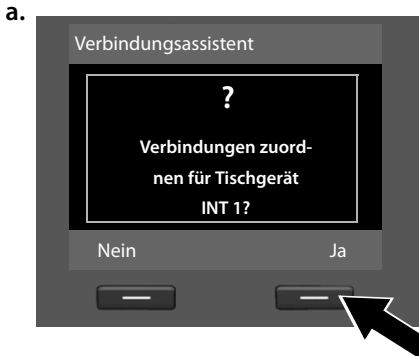 a.
Verbindungsassistent
?
Verbindungen zuord-
nen für Tischgerät
INT 1?
Nein Ja